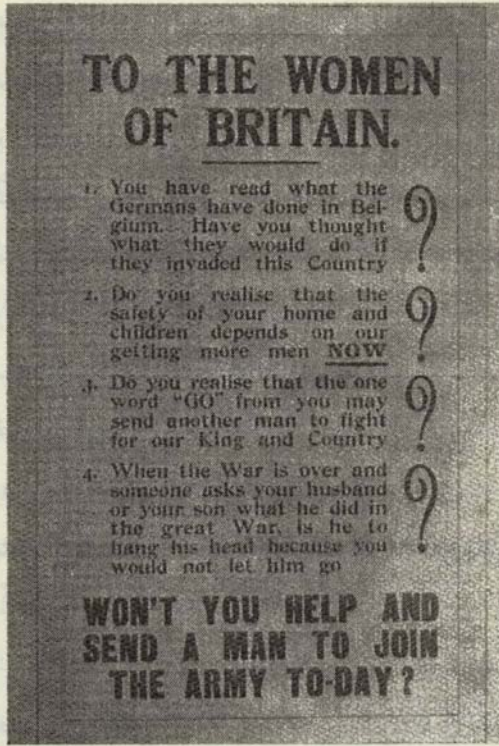 TO THE WOMEN
OF BRITAIN.
1. You have read what the
Germans have done in Bel-
gium. Have you thought
what they would do if
they invaded this Country ?
2. Do you realise that the
safety of your home and
children depends on our
getting more men NOW ?
3. Do you realise that the one
word "GO" from you may
send another man to fight
for our King and Country ?
4. When the War is over and
someone asks your husband
or your son what he did in
the great War, is he to
hang his head because you
would not let him go ?
WON'T YOU HELP AND
SEND A MAN TO JOIN
THE ARMY TO-DAY?